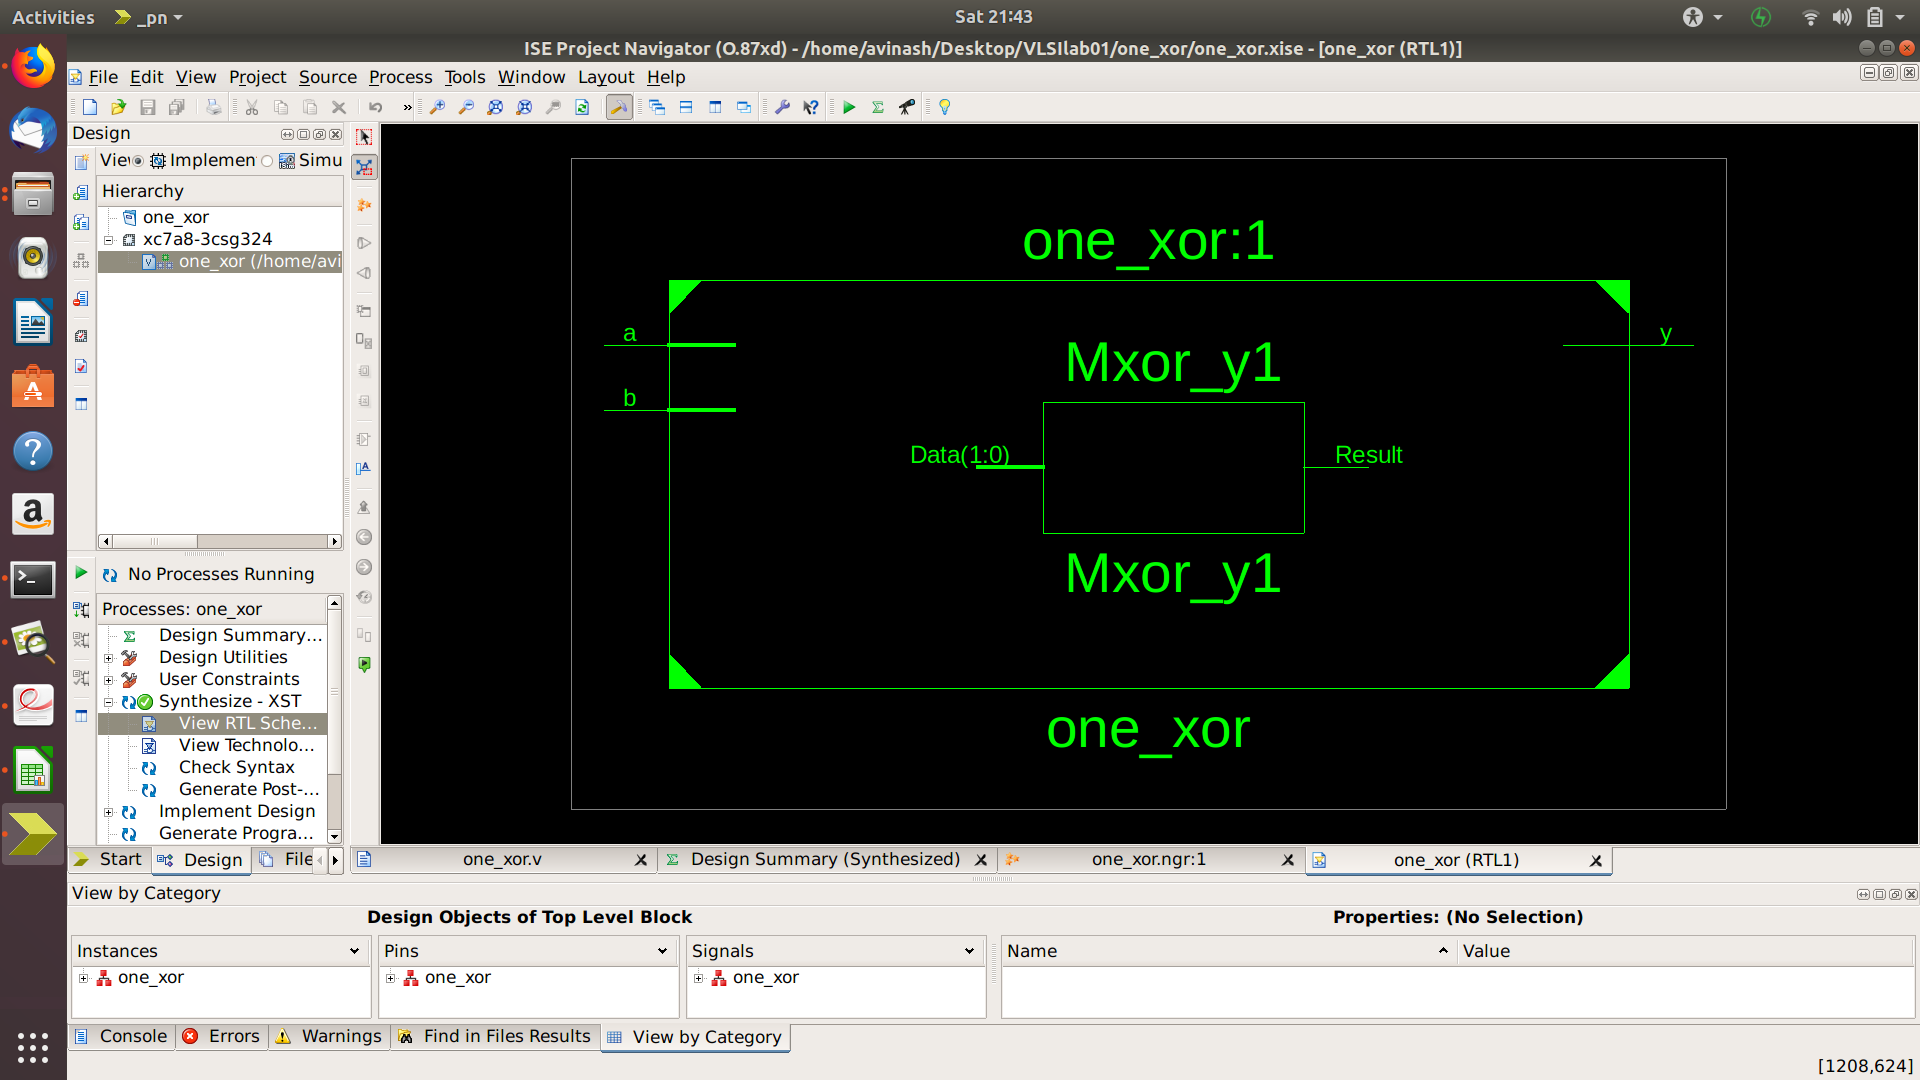 Activities
_pn
Sat 21:43
ISE Project Navigator (O.87xd) - /home/avinash/Desktop/VLSIlab01/one_xor/one_xor.xise - [one_xor (RTL1)]
File Edit View Project Source Process Tools Window Layout Help
Design
Implemen
Simu
Hierarchy
one_xor
xc7a8-3csg324
one_xor (/home/avi
No Processes Running
Processes: one_xor
Design Summary...
Design Utilities
User Constraints
Synthesize - XST
View RTL Sche...
View Technolo...
Check Syntax
Generate Post-...
Implement Design
Generate Progra...
Start
Design
File
one_xor:1
a
b
y
Mxor_y1
Data(1:0)
Result
Mxor_y1
one_xor
one_xor.v
Design Summary (Synthesized)
one_xor.ngr:1
one_xor (RTL1)
View by Category
Design Objects of Top Level Block
Properties: (No Selection)
Instances
Pins
Signals
Name
Value
one_xor
one_xor
one_xor
Console
Errors
Warnings
Find in Files Results
View by Category
[1208,624]